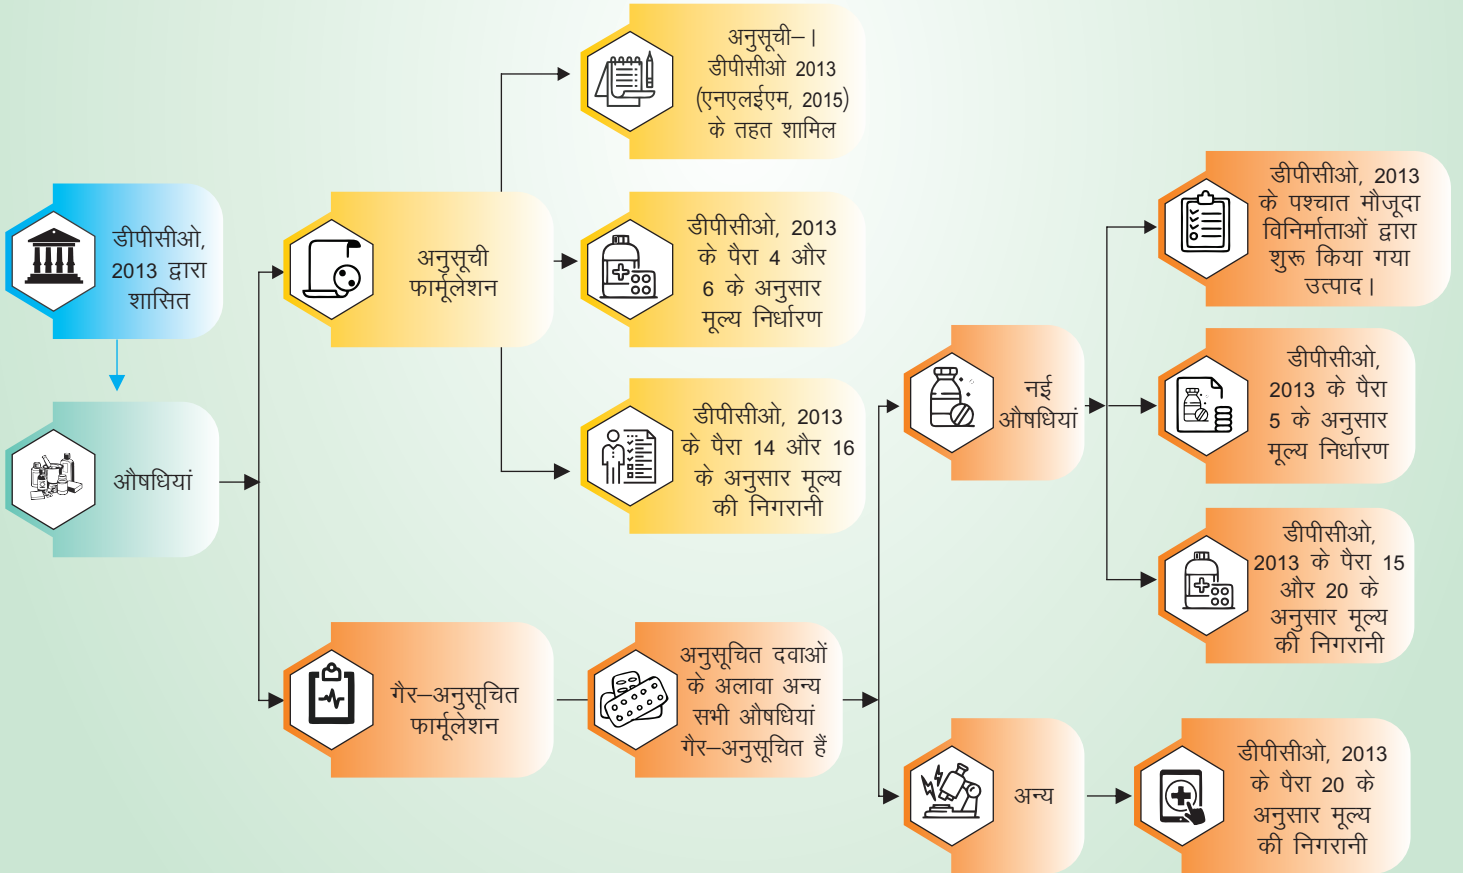 डीपीसीओ,
2013 द्वारा
शासित
औषधियां
अनुसूची
फार्मूलेशन
अनुसूची–।
डीपीसीओ 2013
(एनएलईएम, 2015)
के तहत शामिल
डीपीसीओ, 2013
के पैरा 4 और
6 के अनुसार
मूल्य निर्धारण
डीपीसीओ, 2013
के पैरा 14 और 16
के अनुसार मूल्य
की निगरानी
गैर–अनुसूचित
फार्मूलेशन
अनुसूचित दवाओं
के अलावा अन्य
सभी औषधियां
गैर–अनुसूचित हैं
नई
औषधियां
डीपीसीओ, 2013
के पश्चात मौजूदा
विनिर्माताओं द्वारा
शुरू किया गया
उत्पाद।
डीपीसीओ,
2013 के पैरा
5 के अनुसार
मूल्य निर्धारण
डीपीसीओ,
2013 के पैरा 15
और 20 के
अनुसार मूल्य
की निगरानी
अन्य
डीपीसीओ, 2013
के पैरा 20 के
अनुसार मूल्य
की निगरानी